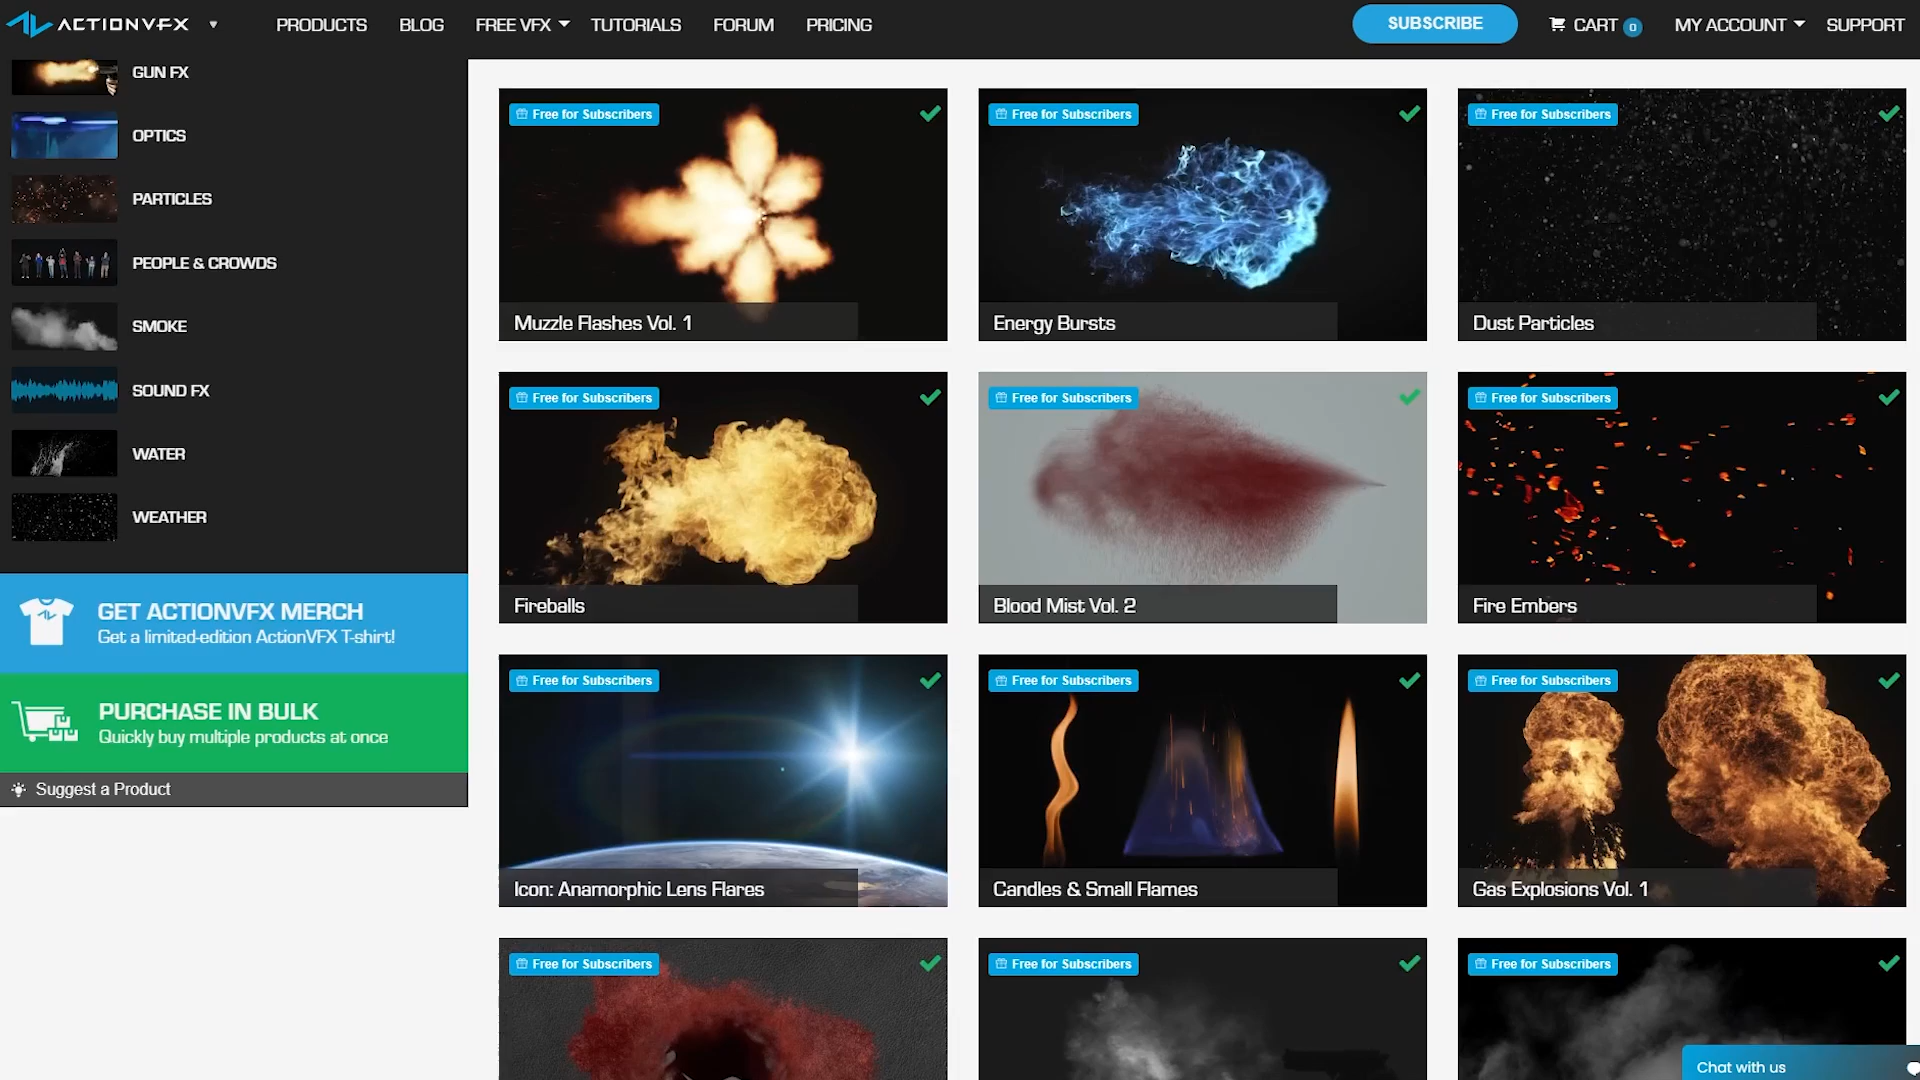 ACTIONVFX
PRODUCTS
BLOG
FREE VFX
TUTORIALS
FORUM
PRICING
SUBSCRIBE
CART 0
MY ACCOUNT
SUPPORT
GUN FX
OPTICS
PARTICLES
PEOPLE & CROWDS
SMOKE
SOUND FX
WATER
WEATHER
GET ACTIONVFX MERCH
Get a limited-edition ActionVFX T-shirt!
PURCHASE IN BULK
Quickly buy multiple products at once
Suggest a Product
Free for Subscribers
Muzzle Flashes Vol. 1
Free for Subscribers
Energy Bursts
Free for Subscribers
Dust Particles
Free for Subscribers
Fireballs
Free for Subscribers
Blood Mist Vol. 2
Free for Subscribers
Fire Embers
Free for Subscribers
Icon: Anamorphic Lens Flares
Free for Subscribers
Candles & Small Flames
Free for Subscribers
Gas Explosions Vol. 1
Free for Subscribers
Free for Subscribers
Free for Subscribers
Chat with us